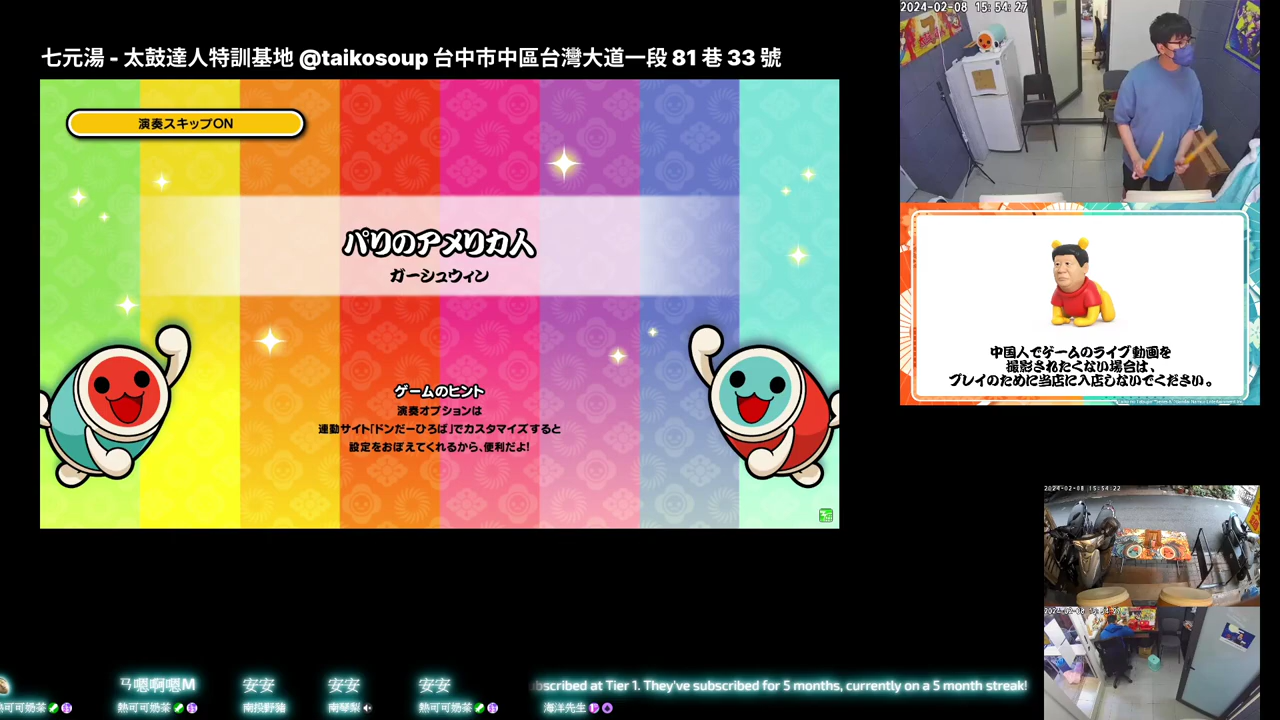 七元湯 - 太鼓達人特訓基地 @taikosoup 台中市中區台灣大道一段 81 巷 33 號
演奏スキップON
パリのアメリカ人
ガーシュウィン
ゲームのヒント
演奏オプションは
連動サイト「ドンだーひろば」でカスタマイズすると
設定をおぼえてくれるから、便利だよ!
2024-02-08 15:54:27
中国人でゲームのライブ動画を
撮影されたくない場合は、
プレイのために当店に入店しないでください。
2024-02-08 15:54:22
ㄢ嗯啊嗯M
安安
安安
安安
bscribed at Tier 1. They've subscribed for 5 months, currently on a 5 month streak!
熱可可奶茶
熱可可奶茶
南投野豬
南琴梨
熱可可奶茶
海洋先生